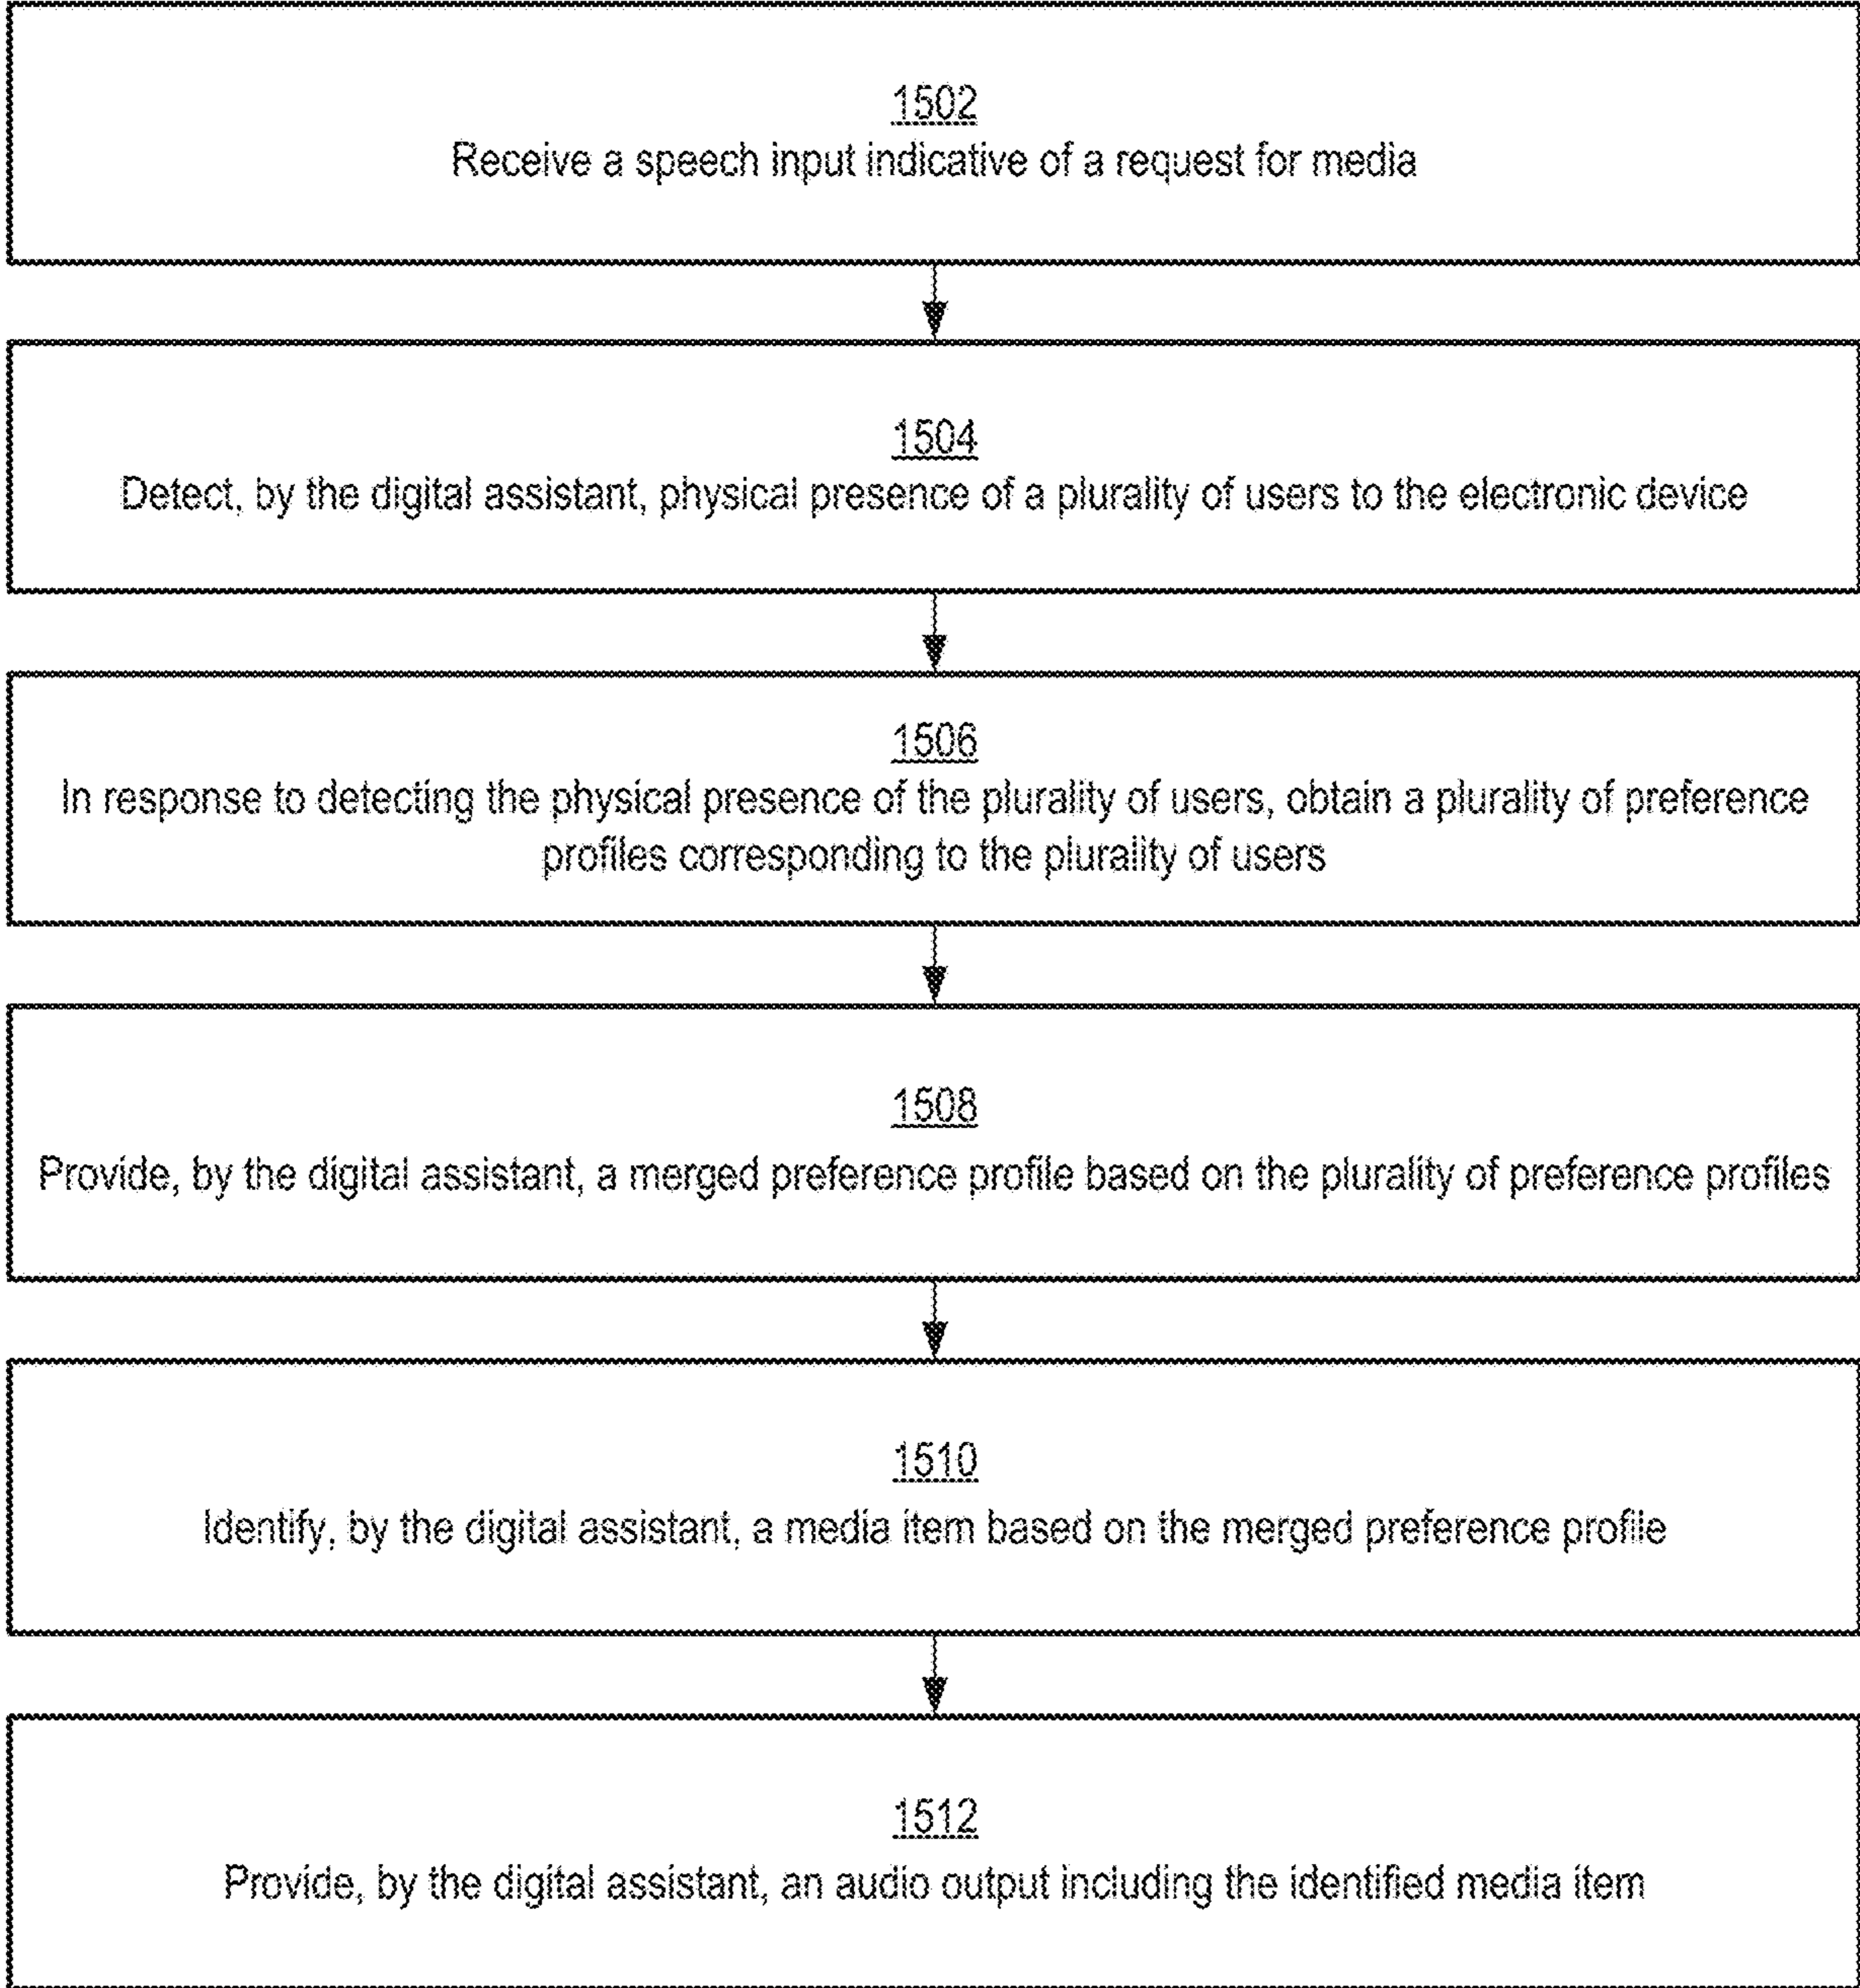 1502
Receive a speech input indicative of a request for media
1504
Detect, by the digital assistant, physical presence of a plurality of users to the electronic device
1506
In response to detecting the physical presence of the plurality of users, obtain a plurality of preference
profiles corresponding to the plurality of users
1508
Provide, by the digital assistant, a merged preference profile based on the plurality of preference profiles
1510
Identify, by the digital assistant, a media item based on the merged preference profile
1512
Provide, by the digital assistant, an audio output including the identified media item